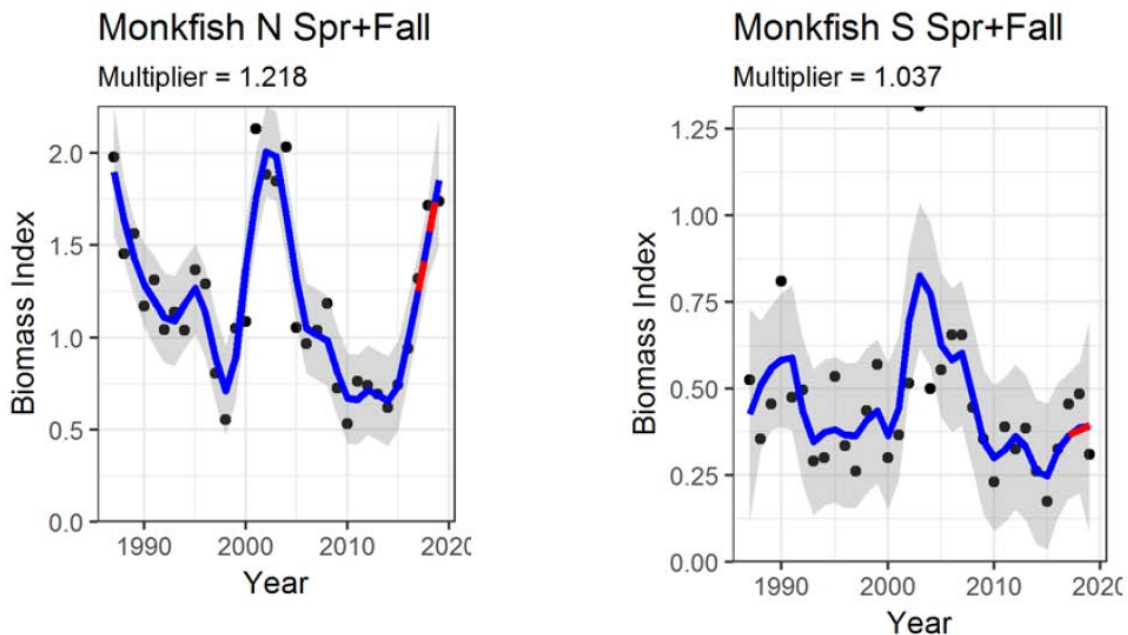 Monkfish N Spr+Fall
Multiplier = 1.218
Biomass Index
2.0
1.5
1.0
0.5
0.0
1990 2000 2010 202
Year
Monkfish S Spr+Fall
Multiplier = 1.037
Biomass Index
1.25
1.00
0.75
0.50
0.25
0.00
1990 2000 2010 202
Year